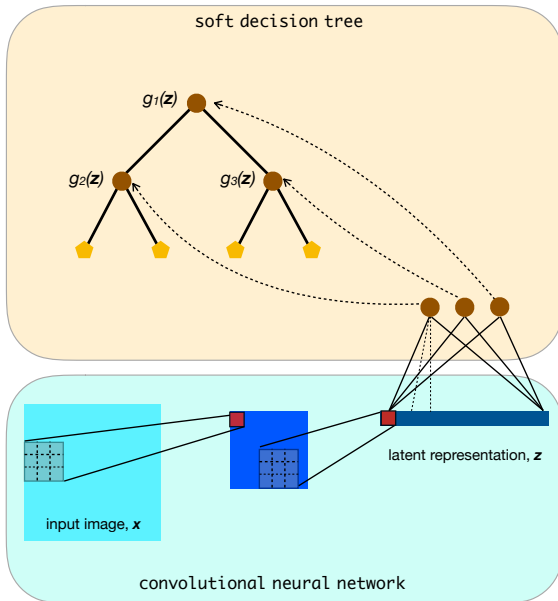 soft decision tree
g1(z)
g2(z)
g3(z)
latent representation, z
input image, x
convolutional neural network